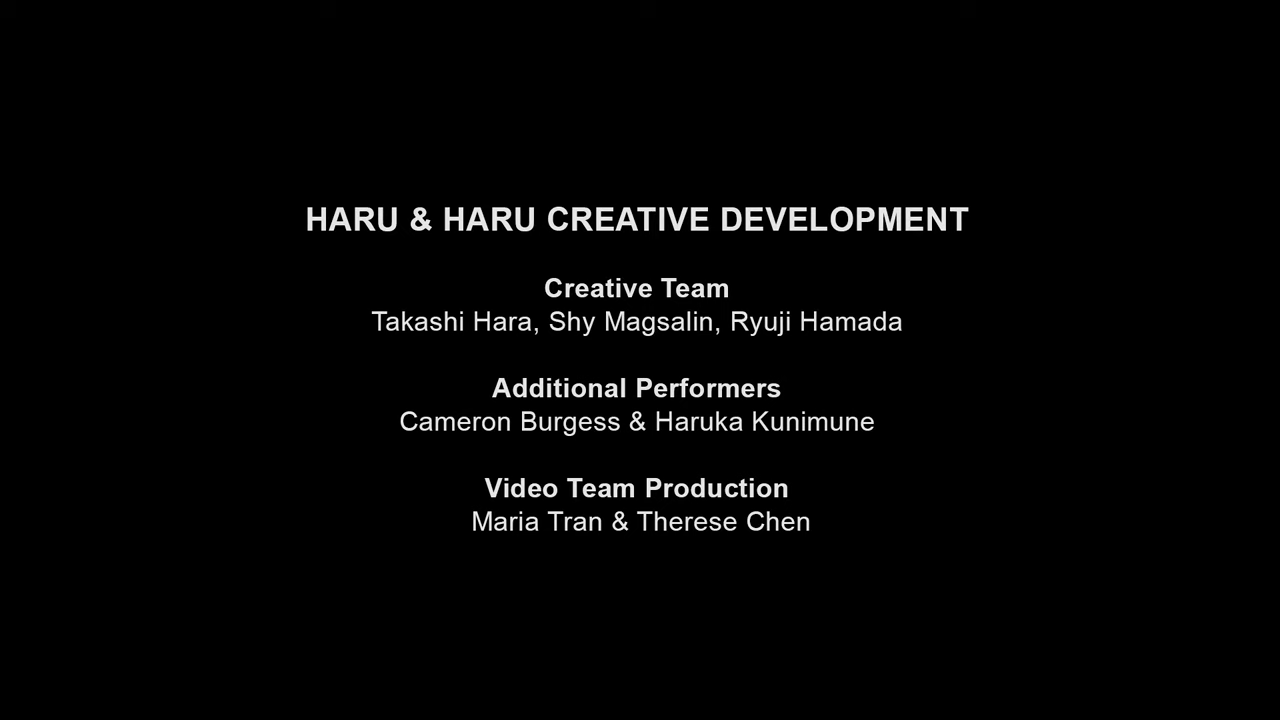 HARU & HARU CREATIVE DEVELOPMENT
Creative Team
Takashi Hara, Shy Magsalin, Ryuji Hamada
Additional Performers
Cameron Burgess & Haruka Kunimune
Video Team Production
Maria Tran & Therese Chen